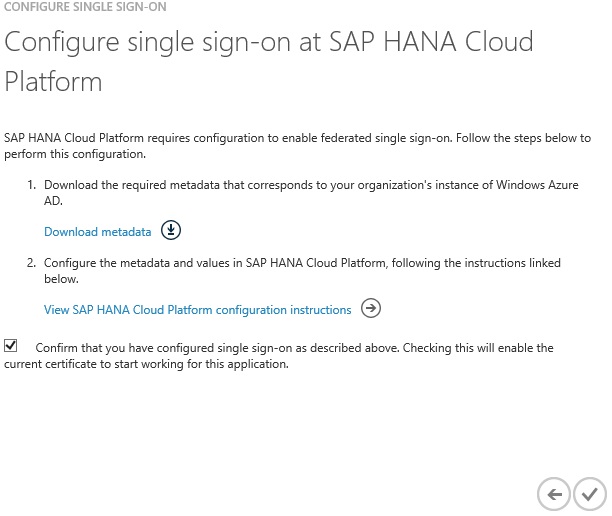 CONFIGURE SINGLE SIGN-ON
Configure single sign-on at SAP HANA Cloud
Platform
SAP HANA Cloud Platform requires configuration to enable federated single sign-on. Follow the steps below to
perform this configuration.
1. Download the required metadata that corresponds to your organization's instance of Windows Azure
AD.
Download metadata
2. Configure the metadata and values in SAP HANA Cloud Platform, following the instructions linked
below.
View SAP HANA Cloud Platform configuration instructions
Confirm that you have configured single sign-on as described above. Checking this will enable the
current certificate to start working for this application.